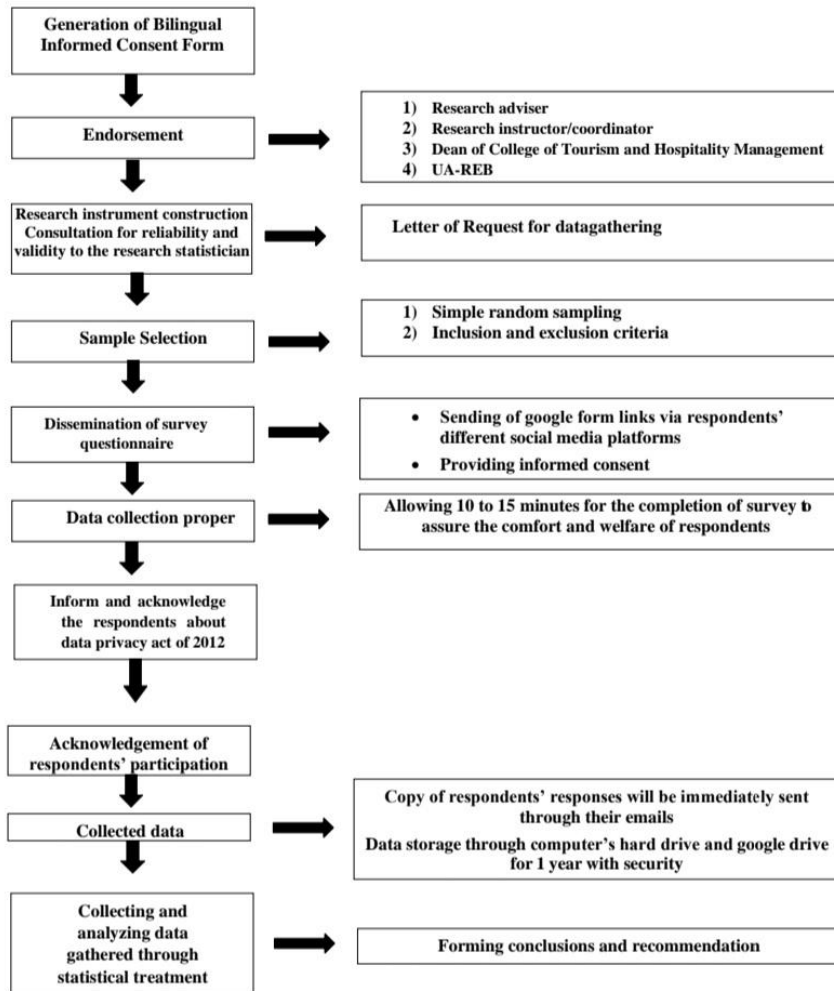 Generation of Bilingual
Informed Consent Form
Endorsement
1) Research adviser
2) Research instructor/coordinator
3) Dean of College of Tourism and Hospitality Management
4) UA-REB
Research instrument construction
Consultation for reliability and
validity to the research statistician
Letter of Request for datagathering
Sample Selection
1) Simple random sampling
2) Inclusion and exclusion criteria
Dissemination of survey
questionnaire
• Sending of google form links via respondents'
different social media platforms
• Providing informed consent
Data collection proper
Allowing 10 to 15 minutes for the completion of survey to
assure the comfort and welfare of respondents
Inform and acknowledge
the respondents about
data privacy act of 2012
Acknowledgement of
respondents' participation
Collected data
Copy of respondents' responses will be immediately sent
through their emails
Data storage through computer's hard drive and google drive
for 1 year with security
Collecting and
analyzing data
gathered through
statistical treatment
Forming conclusions and recommendation